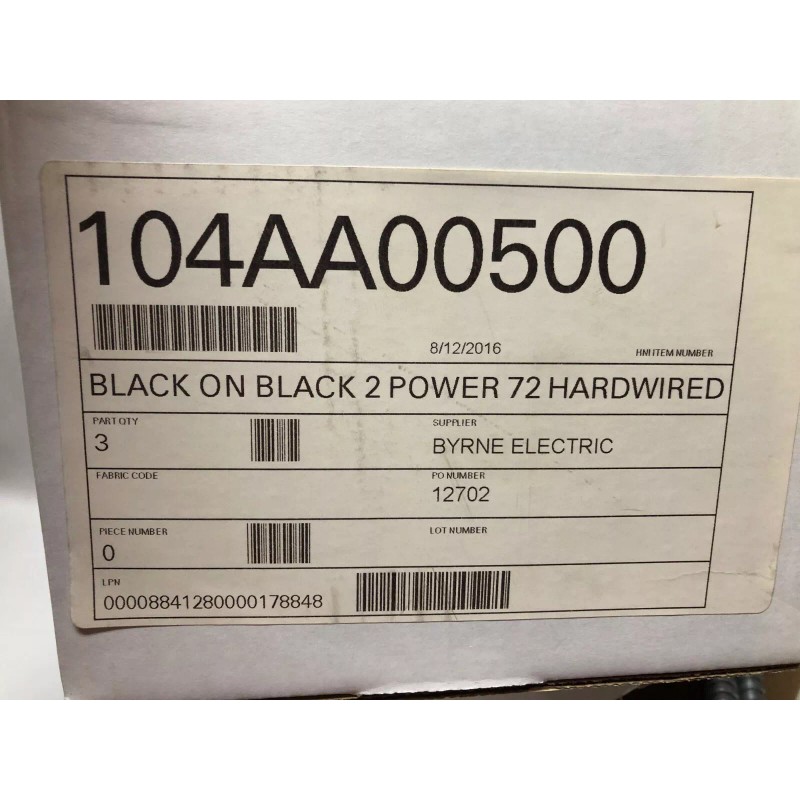 104AA00500
8/12/2016
HNI ITEM NUMBER
BLACK ON BLACK 2 POWER 72 HARDWIRED
PART QTY
SUPPLIER
3
BYRNE ELECTRIC
FABRIC CODE
PO NUMBER
12702
PIECE NUMBER
LOT NUMBER
0
LPN
00008841280000178848